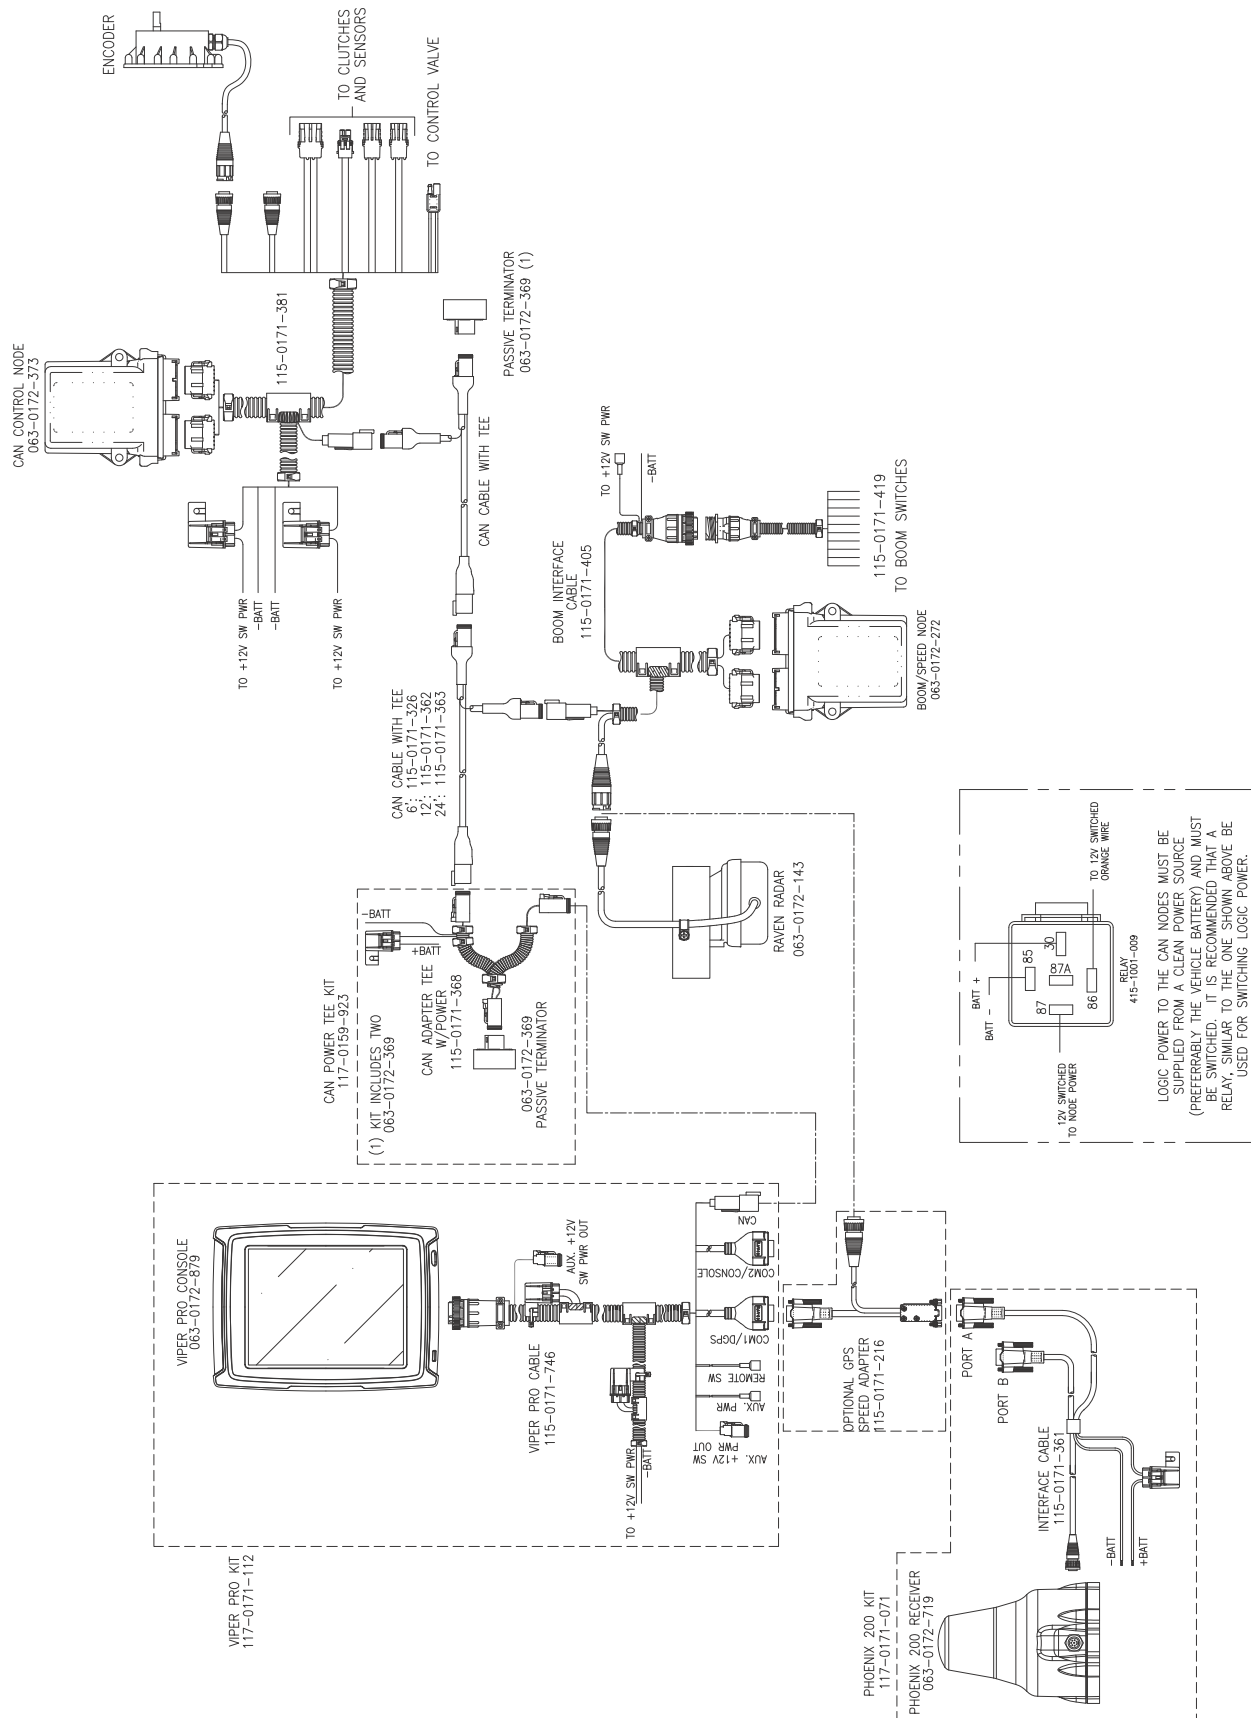 ENCODER
TO CLUTCHES
AND SENSORS
TO CONTROL VALVE
CAN CONTROL NODE
063-0172-373
115-0171-381
PASSIVE TERMINATOR
063-0172-369 (1)
CAN CABLE WITH TEE
TO +12V SW PWR
-BATT
-BATT
TO +12V SW PWR
TO +12V SW PWR
-BATT
BOOM INTERFACE
CABLE
115-0171-405
115-0171-419
TO BOOM SWITCHES
BOOM/SPEED NODE
063-0172-272
CAN CABLE WITH TEE
6': 115-0171-326
12': 115-0171-362
24': 115-0171-363
CAN POWER TEE KIT
117-0159-923
(1) KIT INCLUDES TWO
063-0172-369
-BATT
+BATT
CAN ADAPTER TEE
W/POWER
115-0171-368
063-0172-369
PASSIVE TERMINATOR
RAVEN RADAR
063-0172-143
BATT +
BATT -
85
30
87A
87
86
RELAY
415-1001-009
TO 12V SWITCHED
ORANGE WIRE
12V SWITCHED
TO NODE POWER
LOGIC POWER TO THE CAN NODES MUST BE
SUPPLIED FROM A CLEAN POWER SOURCE
(PREFERRABLY THE VEHICLE BATTERY) AND MUST
BE SWITCHED. IT IS RECOMMENDED THAT A
RELAY, SIMILAR TO THE ONE SHOWN ABOVE BE
USED FOR SWITCHING LOGIC POWER.
VIPER PRO KIT
117-0171-112
VIPER PRO CONSOLE
063-0172-879
AUX. +12V
SW PWR OUT
VIPER PRO CABLE
115-0171-746
TO +12V SW PWR
-BATT
CAN
COM2/CONSOLE
COM1/DGPS
REMOTE SW
AUX. PWR
AUX. +12V SW
PWR OUT
OPTIONAL GPS
SPEED ADAPTER
115-0171-216
PORT A
PORT B
INTERFACE CABLE
115-0171-361
-BATT
+BATT
PHOENIX 200 KIT
117-0171-071
PHOENIX 200 RECEIVER
063-0172-719